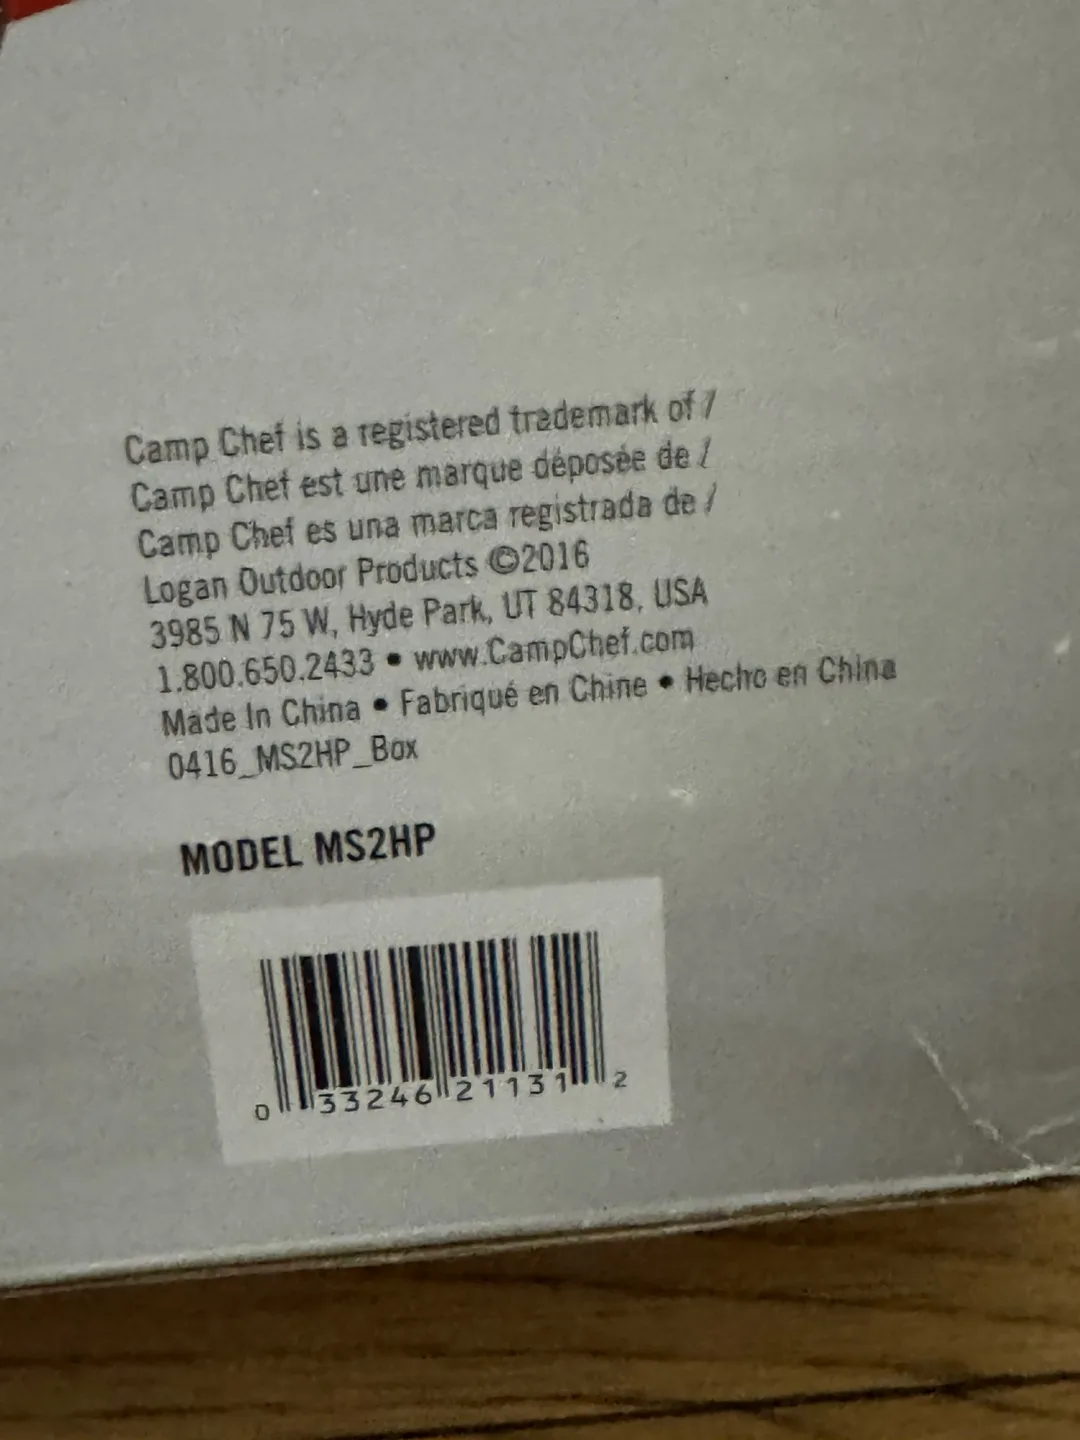 Camp Chef is a registered trademark of /
Camp Chef est une marque déposée de /
Camp Chef es una marca registrada de /
Logan Outdoor Products ©2016
3985 N 75 W, Hyde Park, UT 84318, USA
1.800.650.2433 • www.CampChef.com
Made In China • Fabriqué en Chine • Hecho en China
0416_MS2HP_Box
MODEL MS2HP
0 33246 21131 2